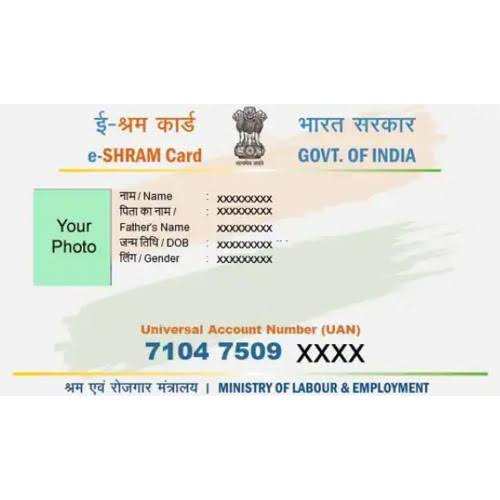 ई-श्रम कार्ड भारत सरकार
e-SHRAM Card GOVT. OF INDIA
नाम / Name : xxxxxxxxx
पिता का नाम / : xxxxxxxxx
Father's Name xxxxxxxxx
जन्म तिथि / DOB : xxxxxxxxx
लिंग / Gender : xxxxxxxxx
Your
Photo
Universal Account Number (UAN)
7104 7509 XXXX
श्रम एवं रोजगार मंत्रालय | MINISTRY OF LABOUR & EMPLOYMENT